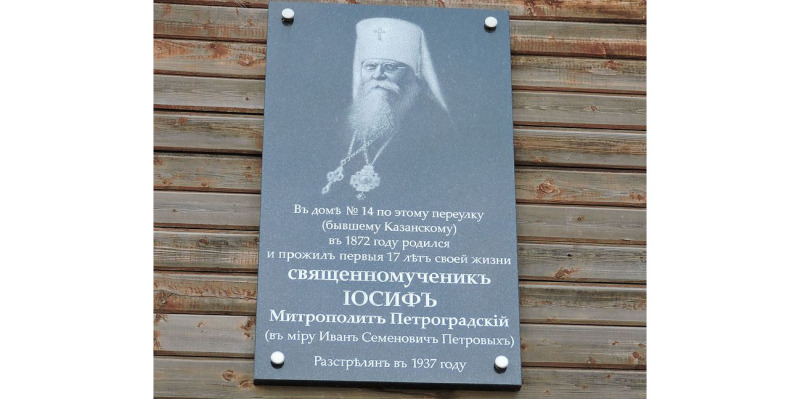 Въ домѣ № 14 по этому переулку
(бывшему Казанскому)
въ 1872 году родился
и прожилъ первыя 17 лѣтъ своей жизни
священномученикъ
ІОСИФЪ
Митрополитъ Петроградскій
(въ міру Иванъ Семеновичъ Петровыхъ)
Разстрѣлянъ въ 1937 году